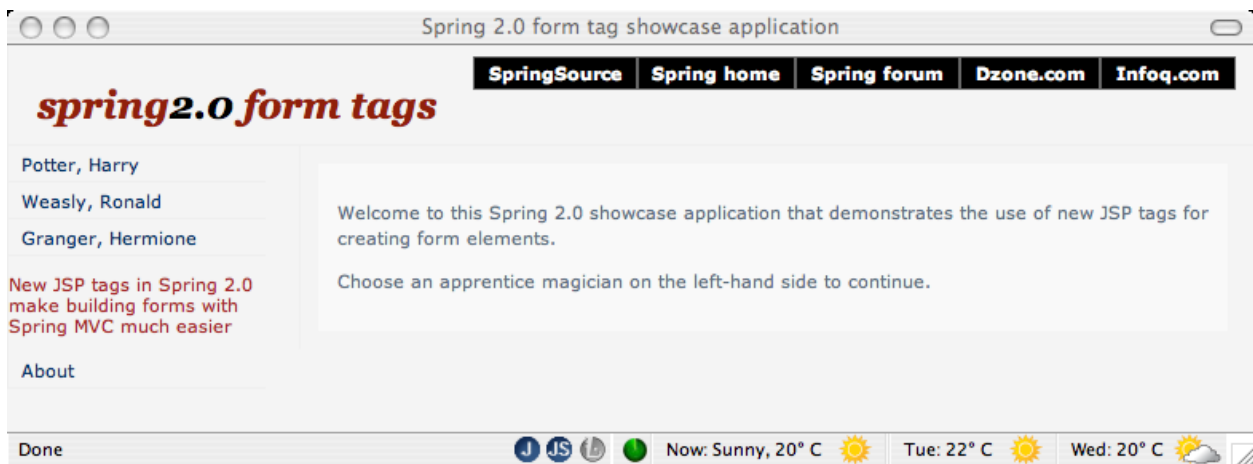 Spring 2.0 form tag showcase application
SpringSource Spring home Spring forum Dzone.com Infoq.com
spring2.0 form tags
Potter, Harry
Weasly, Ronald
Granger, Hermione
New JSP tags in Spring 2.0
make building forms with
Spring MVC much easier
About
Welcome to this Spring 2.0 showcase application that demonstrates the use of new JSP tags for
creating form elements.
Choose an apprentice magician on the left-hand side to continue.
Done J JS Now: Sunny, 20° C Tue: 22° C Wed: 20° C